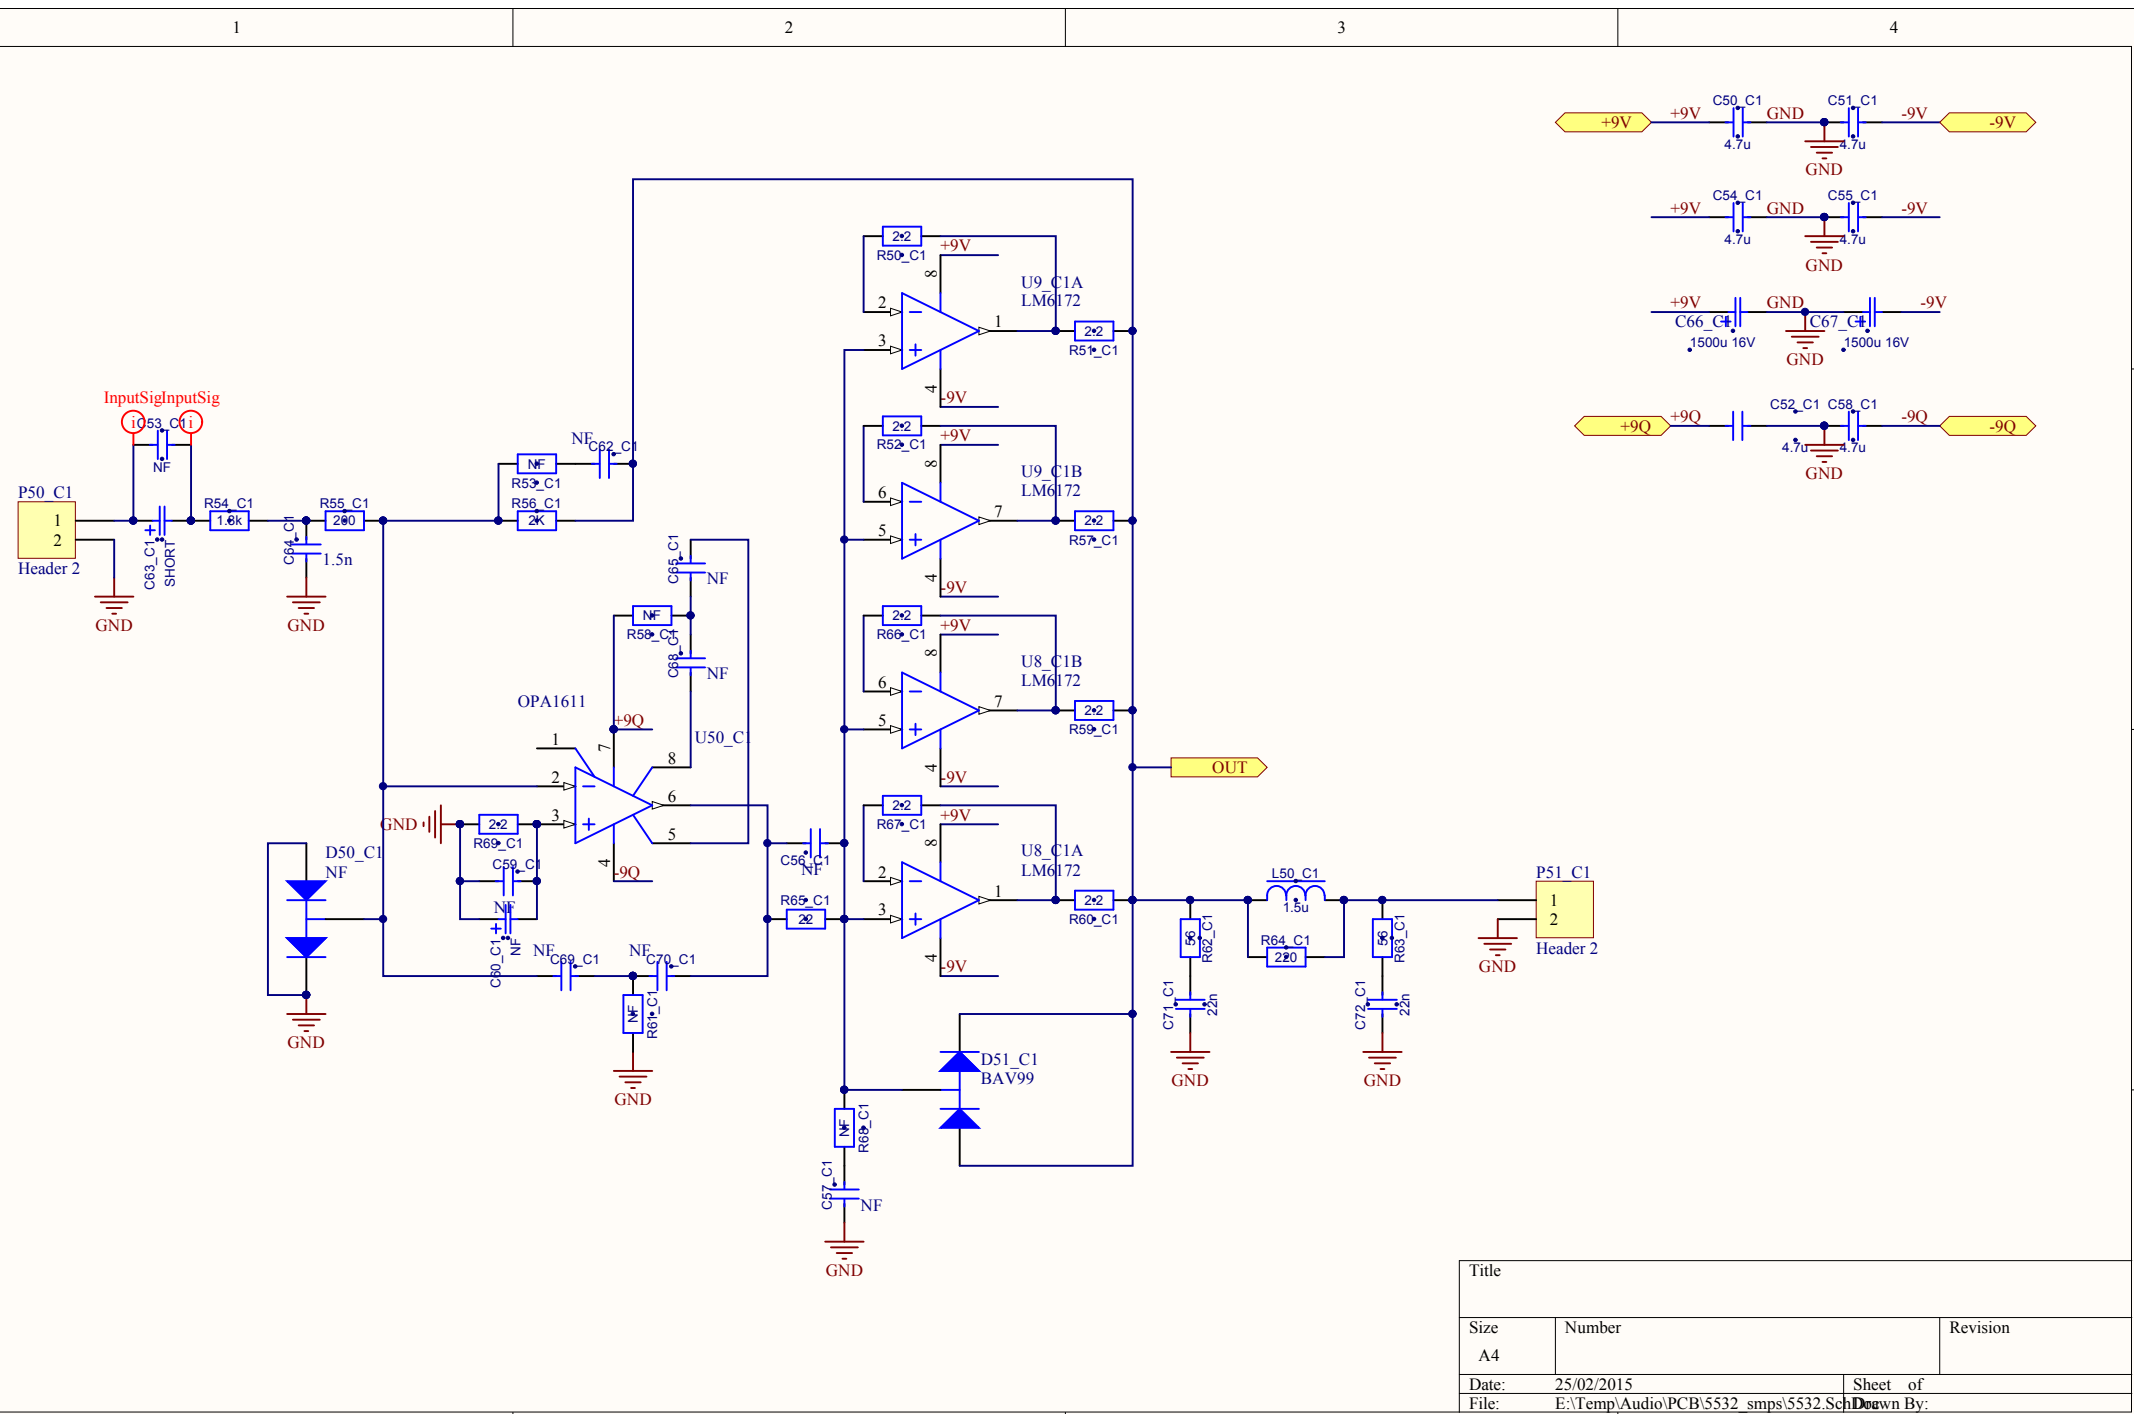 1 2 3 4
C50_C1 C51_C1
+9V +9V GND -9V -9V
4.7u 4.7u
GND
C54_C1 C55_C1
+9V GND -9V
4.7u 4.7u
GND
+9V GND -9V
C66_C1 C67_C1
1500u 16V 1500u 16V
GND
C52_C1 C58_C1
+9Q +9Q -9Q -9Q
4.7u 4.7u
GND
InputSig InputSig
i i
C53_C1
NF
P50_C1
1
2
Header 2
GND
C63_C1
SHORT
R54_C1
1.8k
C64_C1
1.5n
GND
R55_C1
200
NF
C62_C1
NF
R53_C1
R56_C1
2K
C65_C1
NF
NF
R58_C1
C68_C1
NF
OPA1611
+9Q
U50_C1
1
7
8
2
6
3
5
4
-9Q
GND
2.2
R69_C1
C59_C1
NF
C60_C1
NF
D50_C1
NF
GND
NF
C69_C1
NF
C70_C1
NF
R61_C1
GND
C56_C1
NF
R65_C1
22
2.2
R50_C1
+9V
8
U9_C1A
LM6172
2
3
1
4
-9V
2.2
R51_C1
2.2
R52_C1
+9V
8
U9_C1B
LM6172
6
5
7
4
-9V
2.2
R57_C1
2.2
R66_C1
+9V
8
U8_C1B
LM6172
6
5
7
4
-9V
2.2
R59_C1
OUT
2.2
R67_C1
+9V
8
U8_C1A
LM6172
2
3
1
4
-9V
2.2
R60_C1
D51_C1
BAV99
NF
R68_C1
C57_C1
NF
GND
56
R62_C1
C71_C1
22n
GND
L50_C1
1.5u
R64_C1
220
56
R63_C1
C72_C1
22n
GND
P51_C1
1
2
Header 2
GND
Title
Size Number Revision
A4
Date: 25/02/2015 Sheet of
File: E:\Temp\Audio\PCB\5532_smps\5532.SchDoc Drawn By: